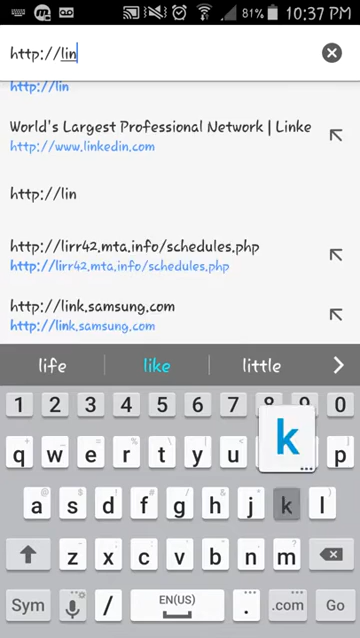 81% 10:37 PM
http://lin
http://lin
World's Largest Professional Network | Linke
http://www.linkedin.com
http://lin
http://lirr42.mta.info/schedules.php
http://lirr42.mta.info/schedules.php
http://link.samsung.com
http://link.samsung.com
life like little
1 2 3 4 5 6 7 8 9 0
q w e r t y u k p
a s d f g h j k l
@ # $ % & * - + ( )
z x c v b n m
Sym / EN(US) . .com Go